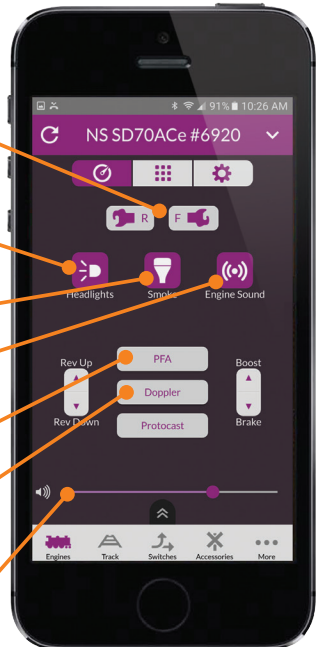 91% 10:26 AM
NS SD70ACe #6920
R F
Headlights Smoke Engine Sound
Rev Up PFA Boost
Doppler
Rev Down Protocast Brake
Engines Track Switches Accessories More